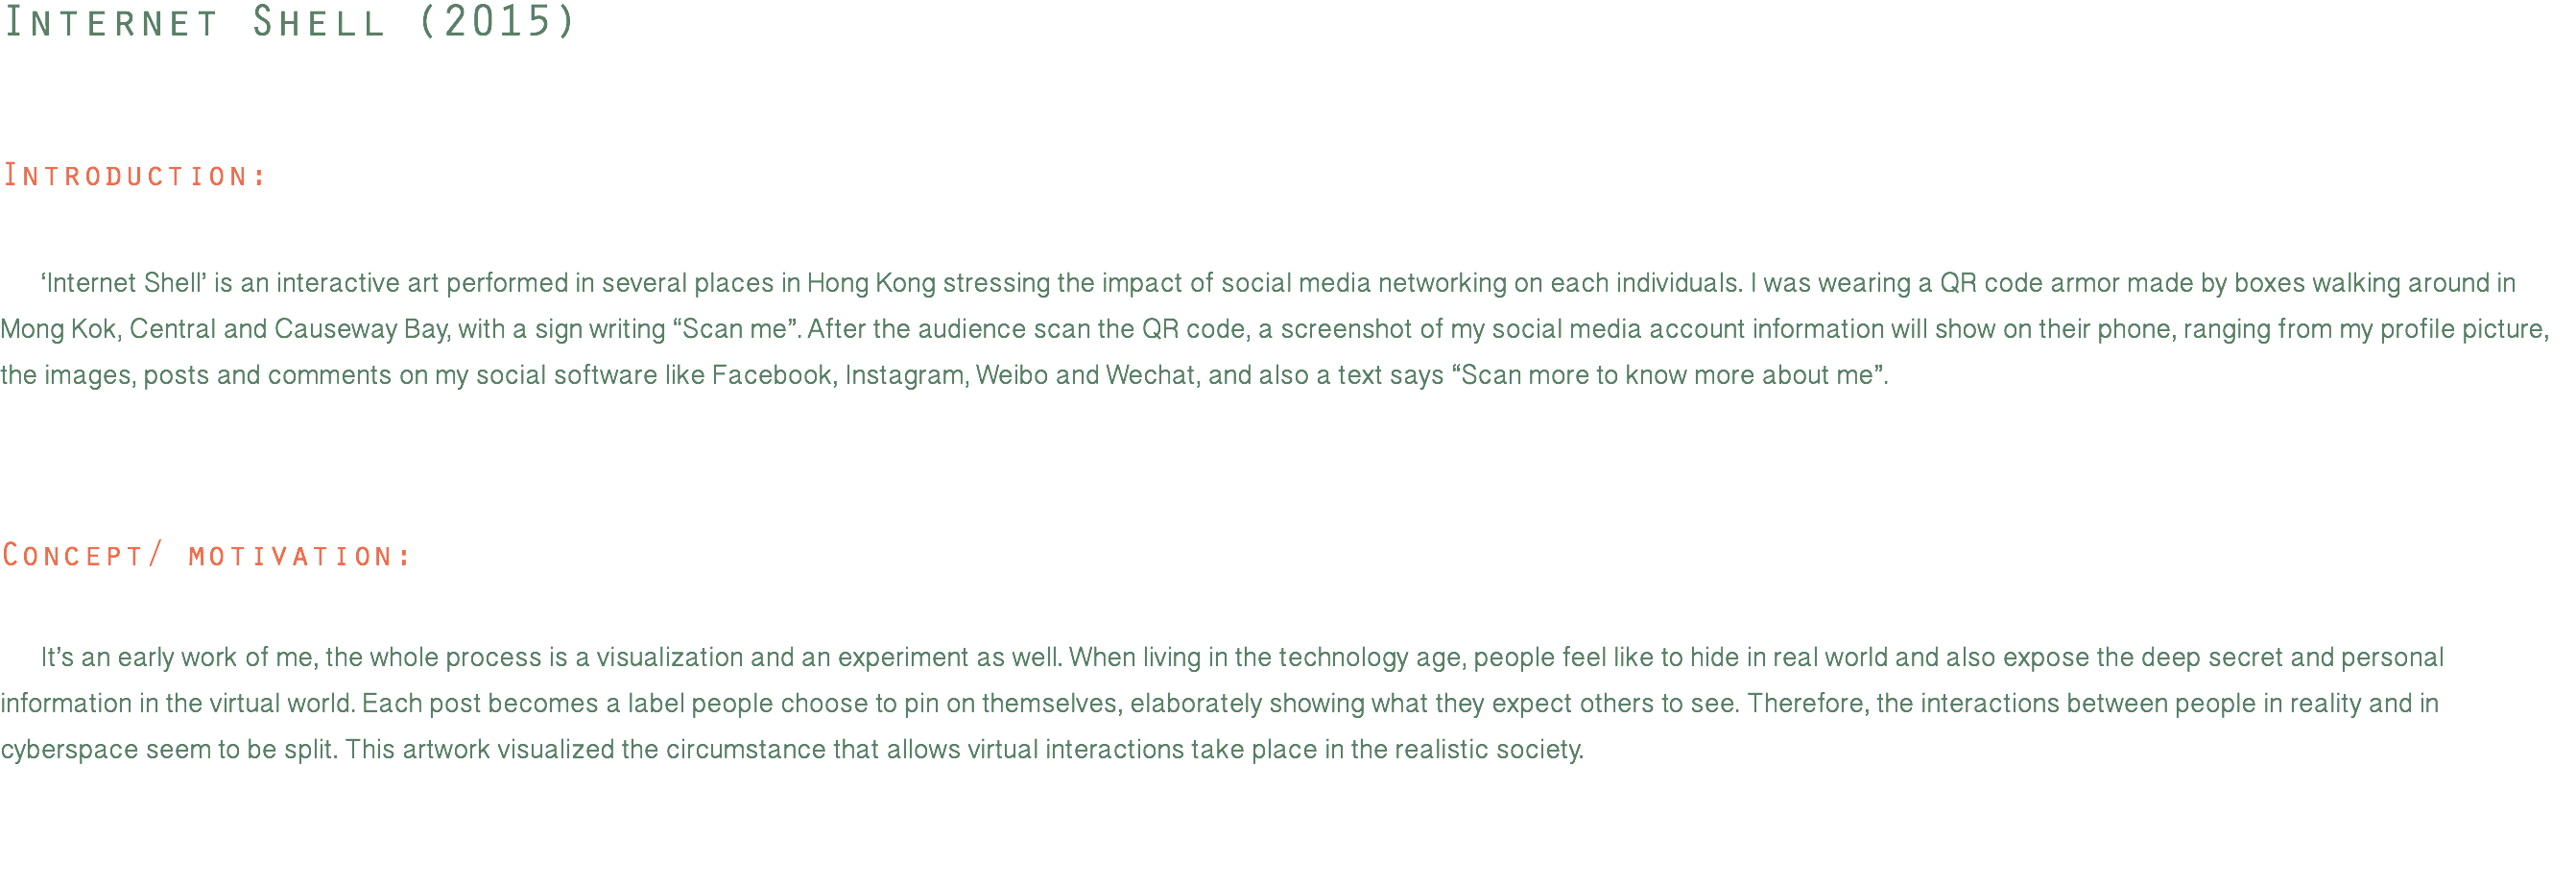 Internet Shell (2015)
Introduction:
‘Internet Shell’ is an interactive art performed in several places in Hong Kong stressing the impact of social media networking on each individuals. I was wearing a QR code armor made by boxes walking around in
Mong Kok, Central and Causeway Bay, with a sign writing “Scan me”. After the audience scan the QR code, a screenshot of my social media account information will show on their phone, ranging from my profile picture,
the images, posts and comments on my social software like Facebook, Instagram, Weibo and Wechat, and also a text says “Scan more to know more about me”.
Concept/ motivation:
It’s an early work of me, the whole process is a visualization and an experiment as well. When living in the technology age, people feel like to hide in real world and also expose the deep secret and personal
information in the virtual world. Each post becomes a label people choose to pin on themselves, elaborately showing what they expect others to see. Therefore, the interactions between people in reality and in
cyberspace seem to be split. This artwork visualized the circumstance that allows virtual interactions take place in the realistic society.